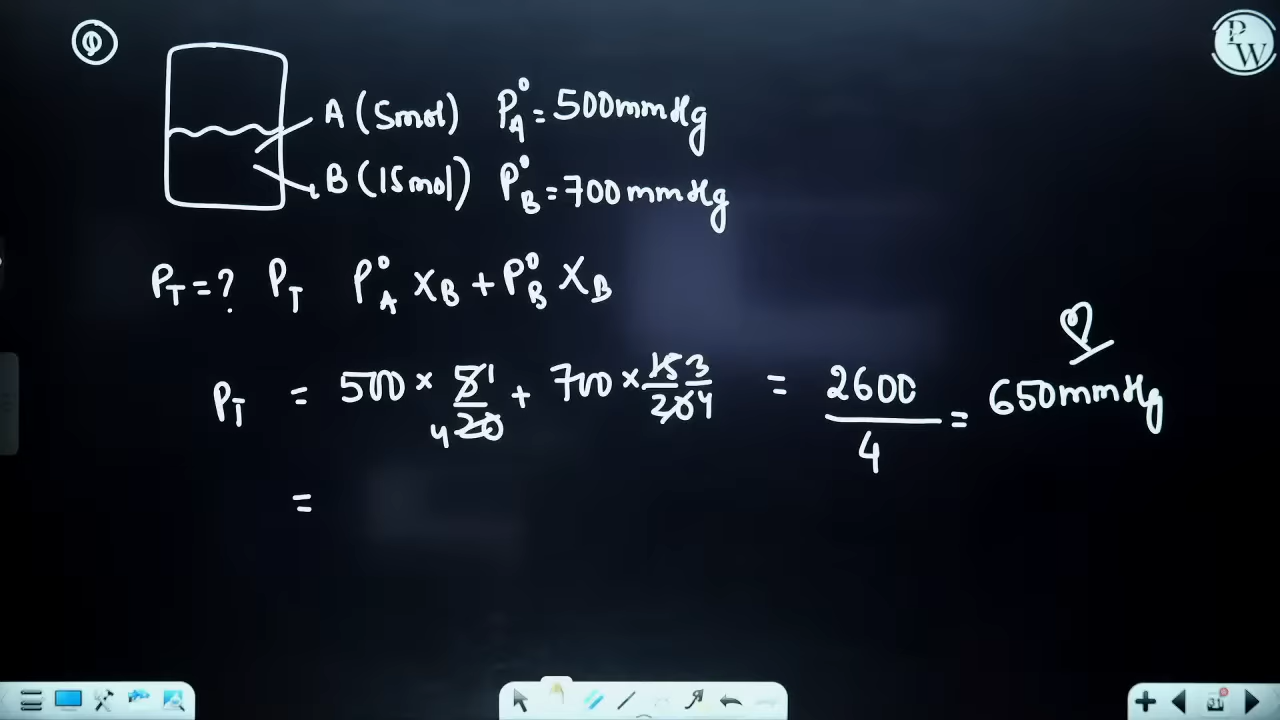 Q
PW
A (5mol) P°A = 500mmHg
B (15mol) P°B = 700mmHg
PT = ? PT P°A XB + P°B XB
PT = 500 × 5/20 1/4 + 700 × 15/20 3/4 = 2600/4 = 650mmHg
=